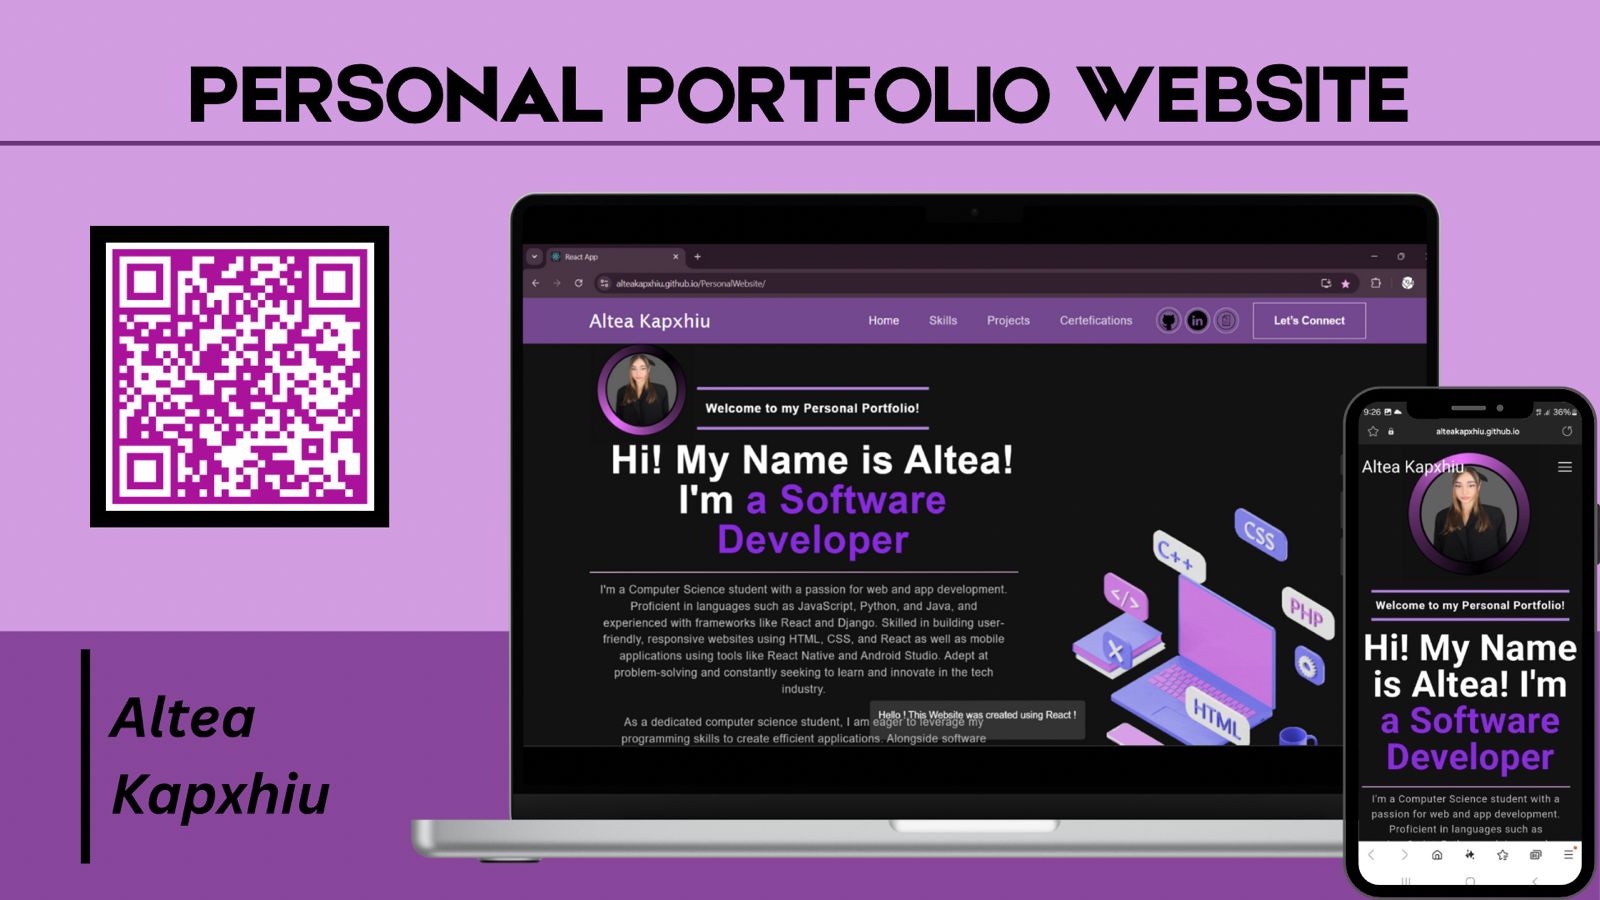 PERSONAL PORTFOLIO WEBSITE
React App
alteakapxhiu.github.io/PersonalWebsite/
Altea Kapxhiu
Home
Skills
Projects
Certefications
in
Let's Connect
Welcome to my Personal Portfolio!
Hi! My Name is Altea!
I'm a Software
Developer
I'm a Computer Science student with a passion for web and app development.
Proficient in languages such as JavaScript, Python, and Java, and
experienced with frameworks like React and Django. Skilled in building user-
friendly, responsive websites using HTML, CSS, and React as well as mobile
applications using tools like React Native and Android Studio. Adept at
problem-solving and constantly seeking to learn and innovate in the tech
industry.
As a dedicated computer science student, I am eager to leverage my
programming skills to create efficient applications. Alongside software
Hello ! This Website was created using React !
CSS
C++
</>
PHP
X
HTML
9:26
36%
alteakapxhiu.github.io
Altea Kapxhiu
Welcome to my Personal Portfolio!
Hi! My Name
is Altea! I'm
a Software
Developer
I'm a Computer Science student with a
passion for web and app development.
Proficient in languages such as
Altea
Kapxhiu